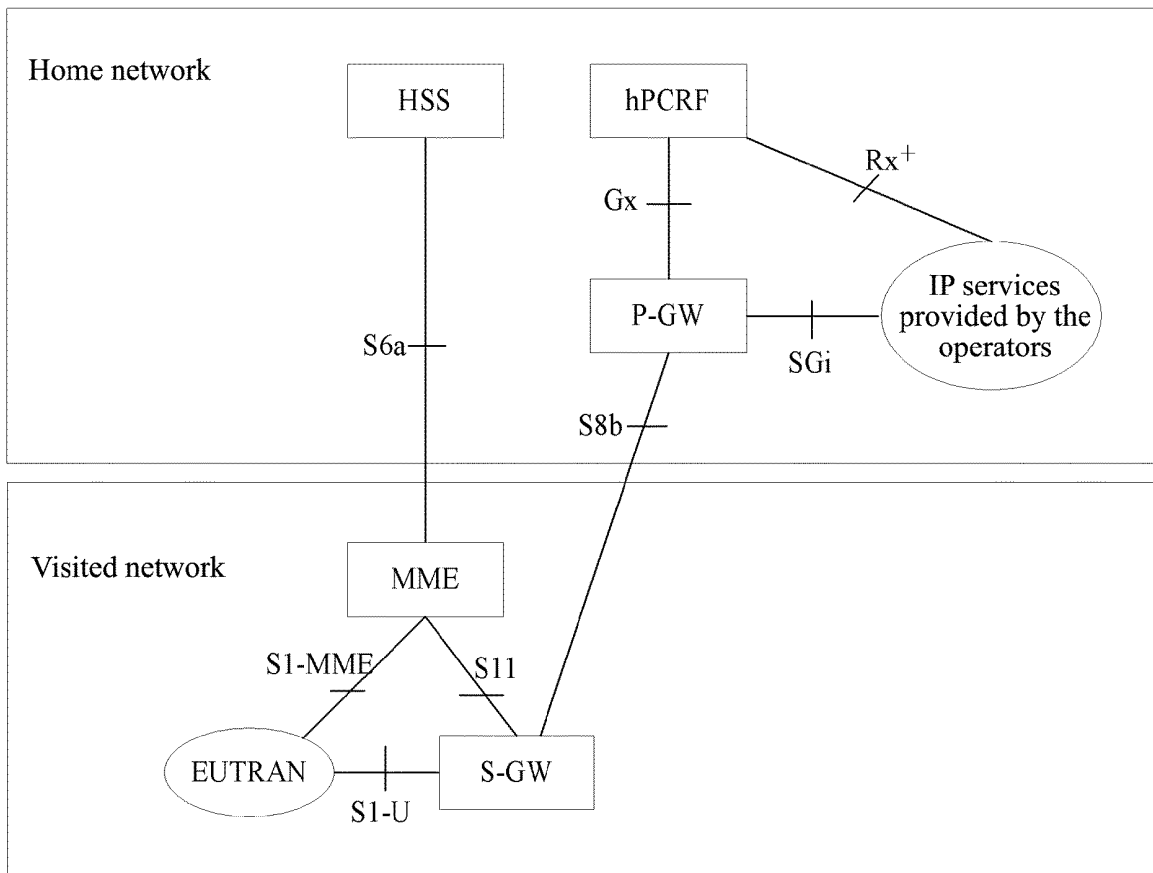 Home network
HSS
hPCRF
Rx+
Gx
IP services
provided by the
operators
P-GW
SGi
S6a
S8b
Visited network
MME
S1-MME
S11
EUTRAN
S-GW
S1-U